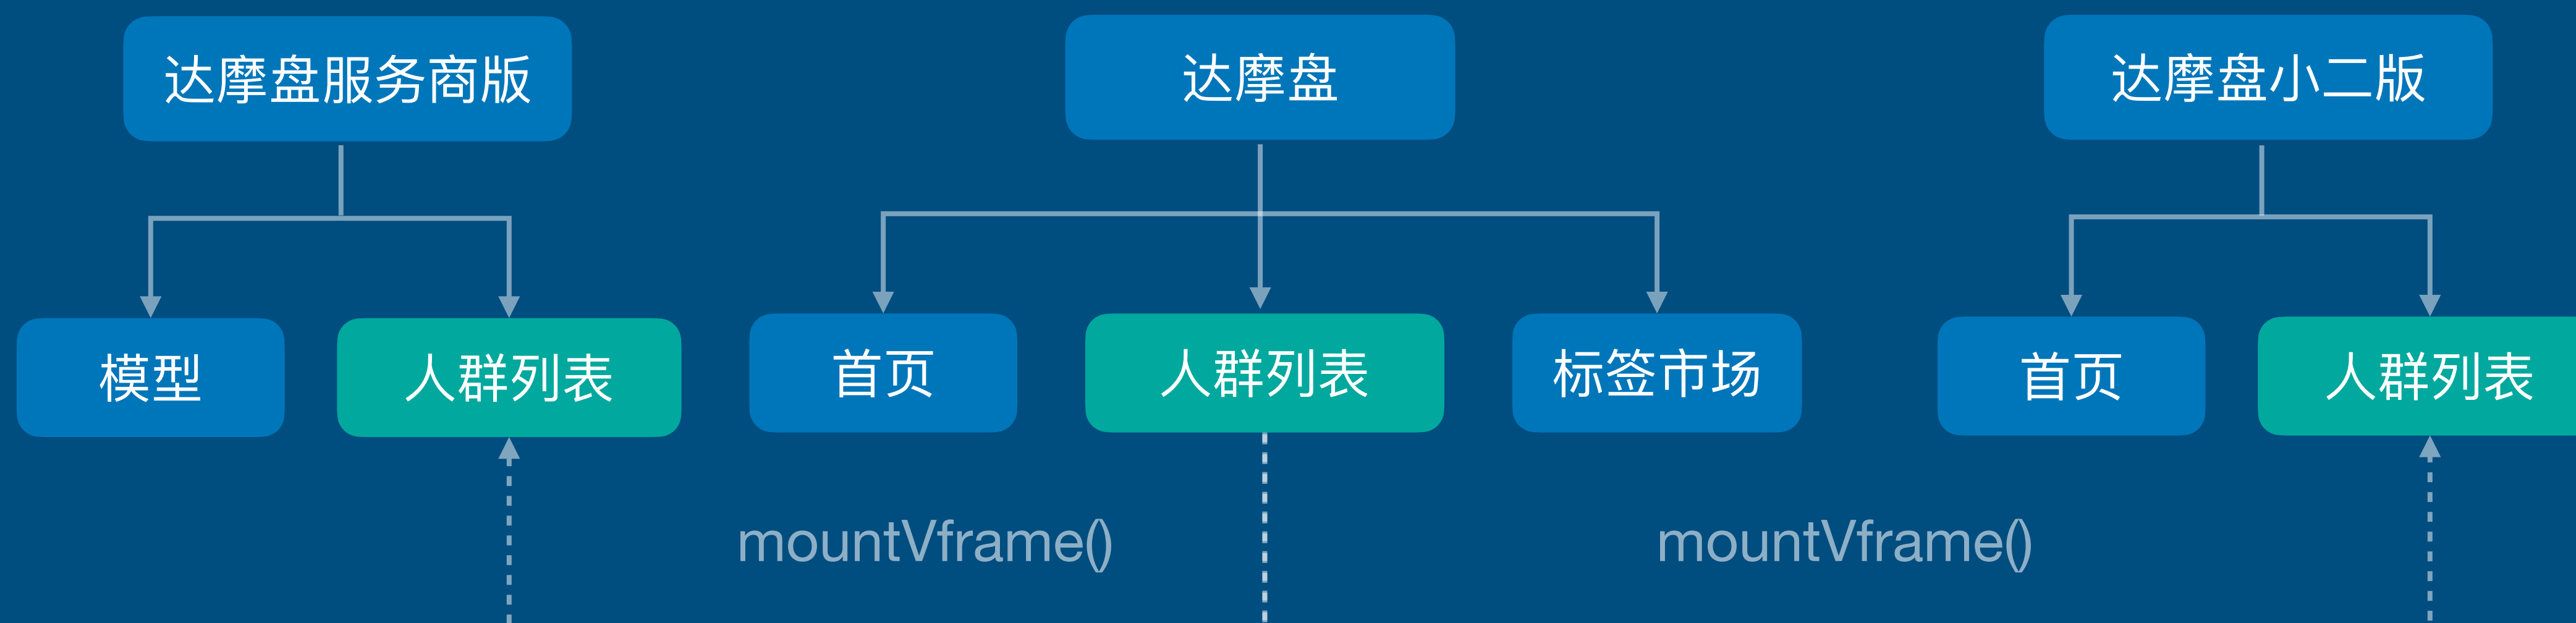 达摩盘服务商版
达摩盘
达摩盘小二版
模型
人群列表
首页
人群列表
标签市场
首页
人群列表
mountVframe()
mountVframe()